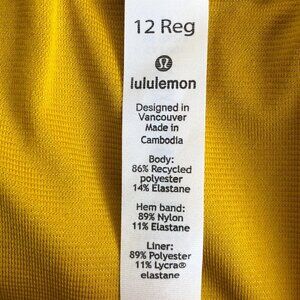 12 Reg
lululemon
Designed in
Vancouver
Made in
Cambodia
Body:
86% Recycled
polyester
14% Elastane
Hem band:
89% Nylon
11% Elastane
Liner:
89% Polyester
11% Lycra®
elastane